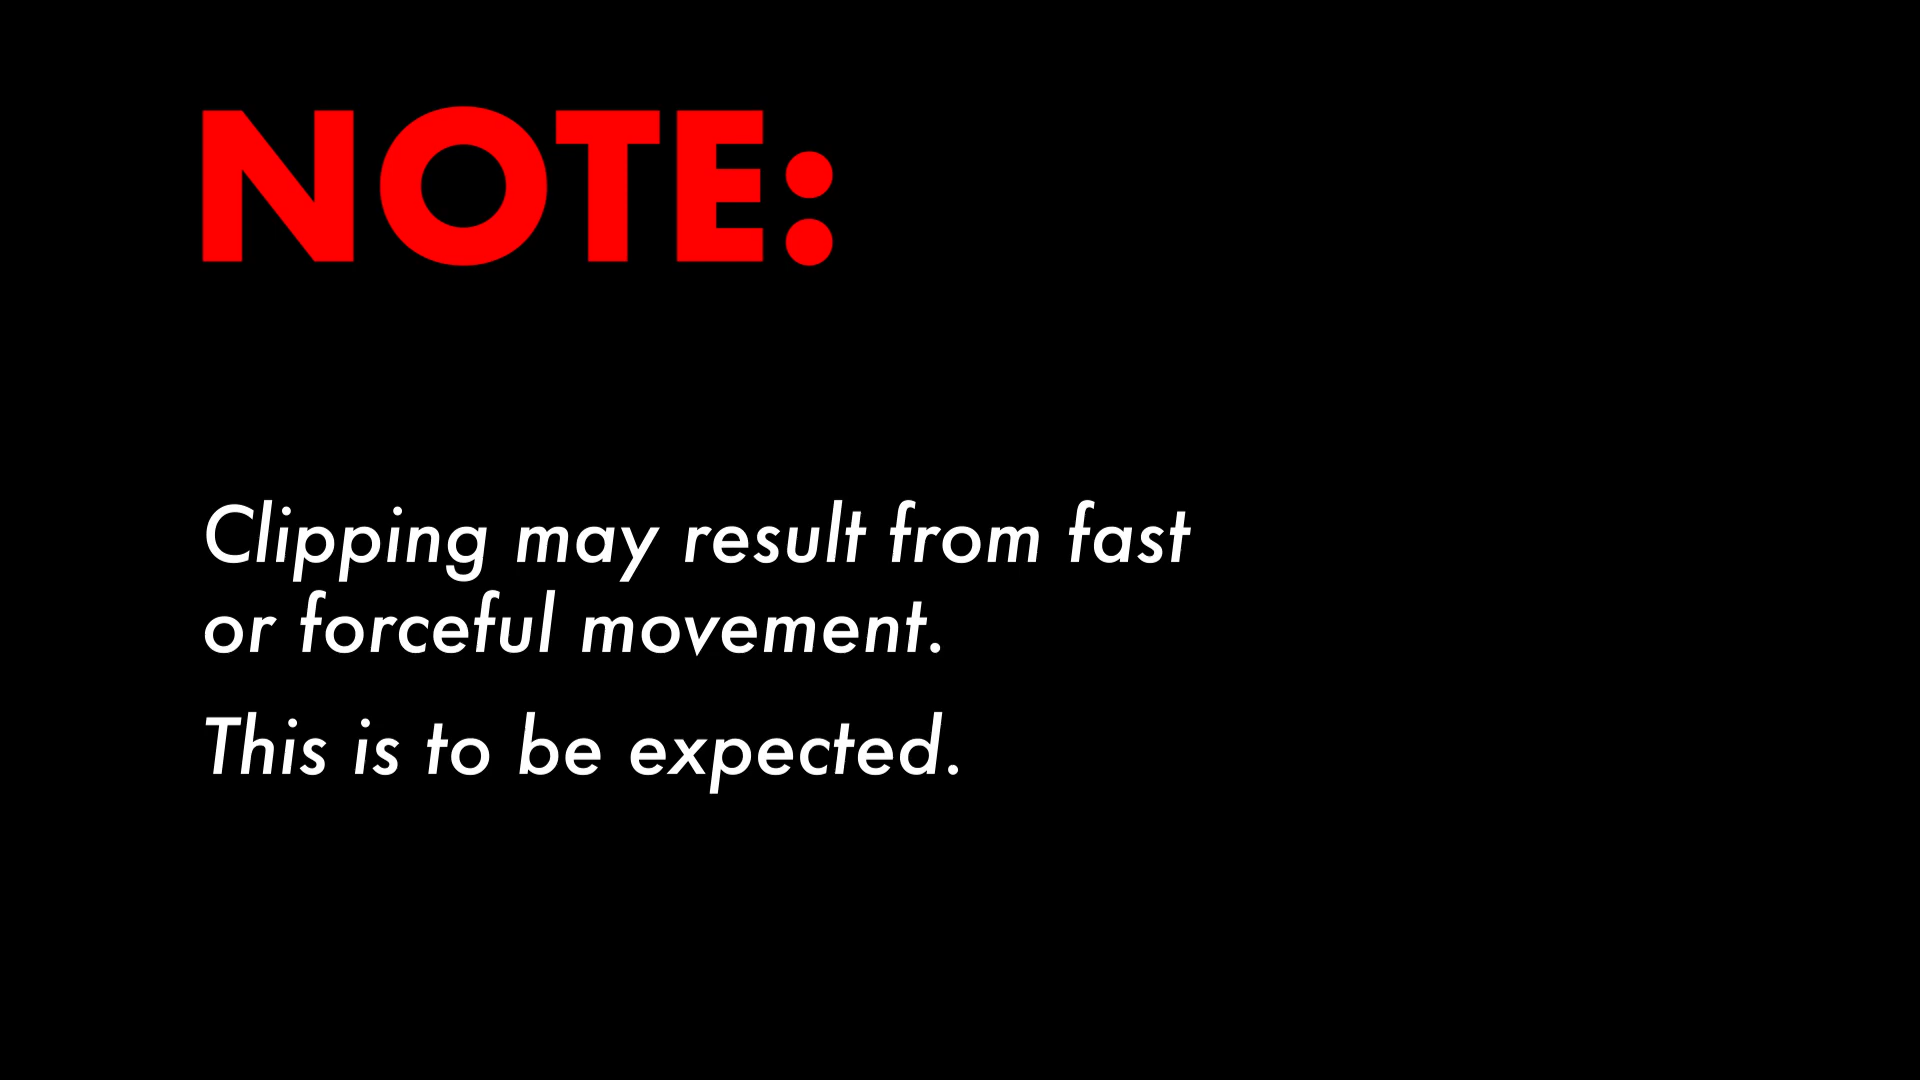 NOTE:
Clipping may result from fast
or forceful movement.
This is to be expected.